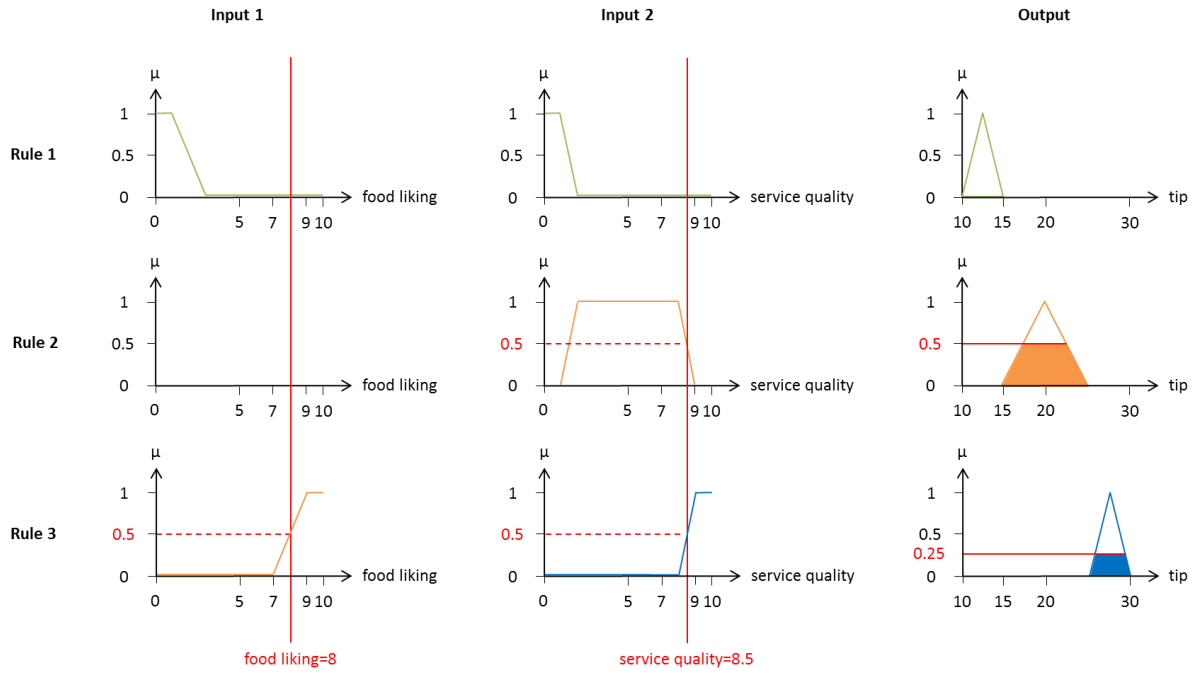 Input 1
Input 2
Output
Rule 1
μ
1
0.5
0
0 5 7 9 10
food liking
μ
1
0.5
0
0 5 7 9 10
service quality
μ
1
0.5
0
10 15 20 30
tip
Rule 2
μ
1
0.5
0
0 5 7 9 10
food liking
μ
1
0.5
0
0 5 7 9 10
service quality
μ
1
0.5
0
10 15 20 30
tip
Rule 3
μ
1
0.5
0
0 5 7 9 10
food liking
μ
1
0.5
0
0 5 7 9 10
service quality
μ
1
0.5
0.25
0
10 15 20 30
tip
food liking=8
service quality=8.5